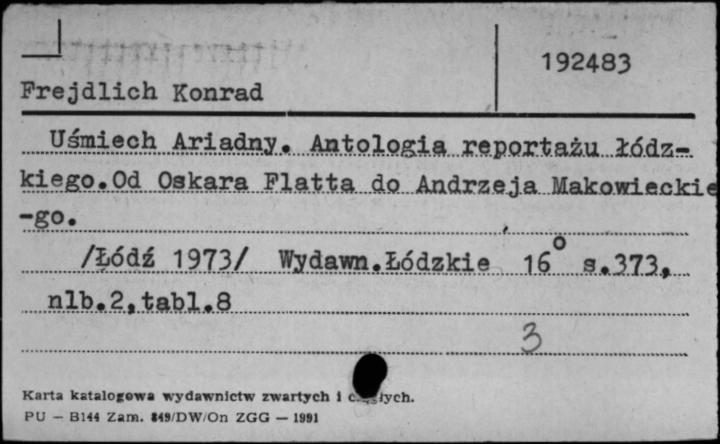 192483
Frejdlich Konrad
Uśmiech Ariadny. Antologia reportażu łódz-
kiego.Od Oskara Flatta do Andrzeja Makowieckie
-go.
/Łódź 1973/ Wydawn.Łódzkie 16° s.373,
nlb.2,tabl.8
3
Karta katalogowa wydawnictw zwartych i
PU — B144 Zam. 849/DW/On ZGG — 1991